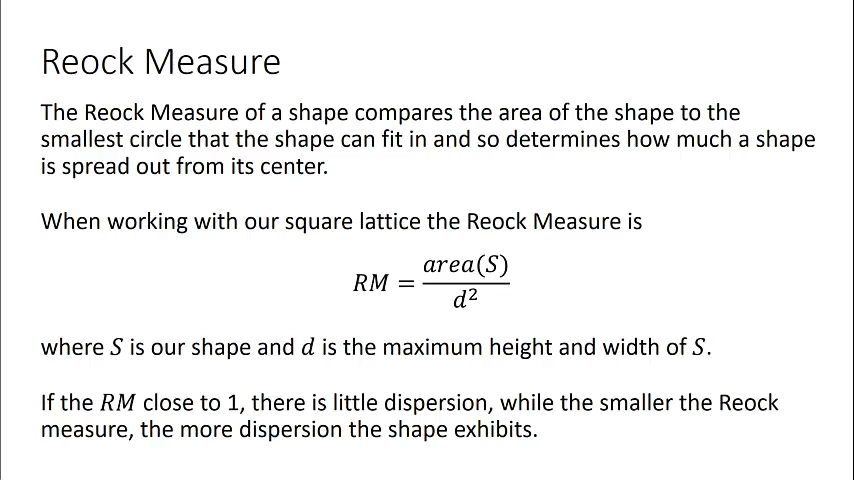 Reock Measure
The Reock Measure of a shape compares the area of the shape to the
smallest circle that the shape can fit in and so determines how much a shape
is spread out from its center.
When working with our square lattice the Reock Measure is
RM = area(S) / d²
where S is our shape and d is the maximum height and width of S.
If the RM close to 1, there is little dispersion, while the smaller the Reock
measure, the more dispersion the shape exhibits.